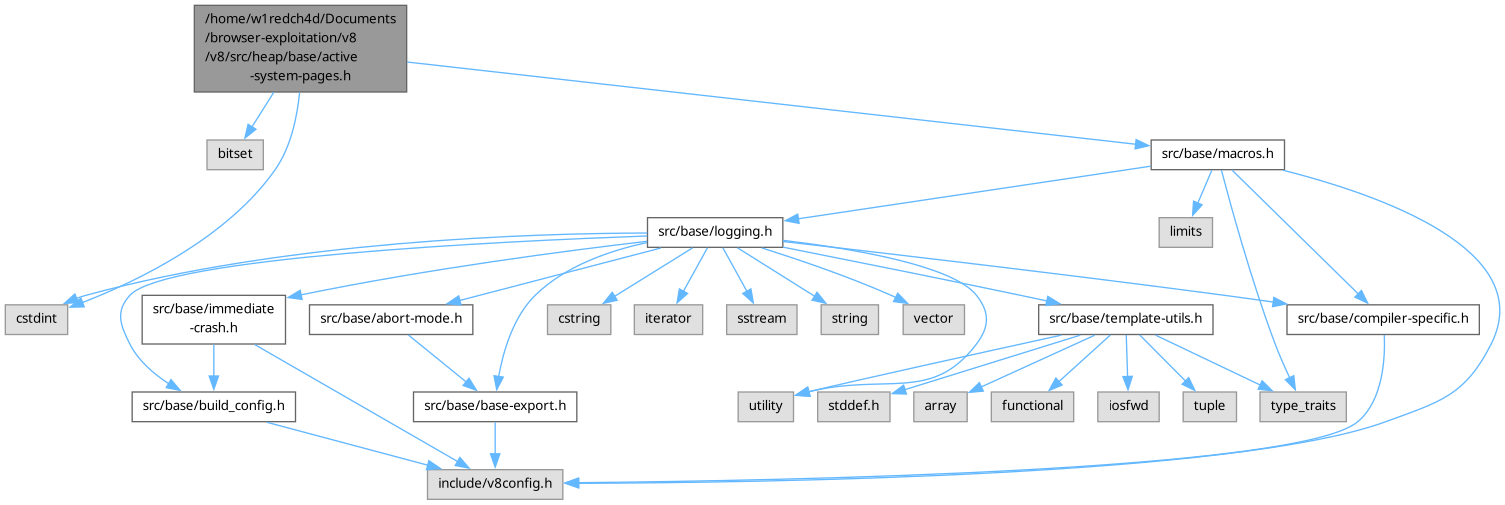 /home/w1redch4d/Documents
/browser-exploitation/v8
/v8/src/heap/base/active
-system-pages.h
bitset
src/base/macros.h
src/base/logging.h
limits
cstdint
src/base/immediate
-crash.h
src/base/abort-mode.h
cstring
iterator
sstream
string
vector
src/base/template-utils.h
src/base/compiler-specific.h
src/base/build_config.h
src/base/base-export.h
utility
stddef.h
array
functional
iosfwd
tuple
type_traits
include/v8config.h